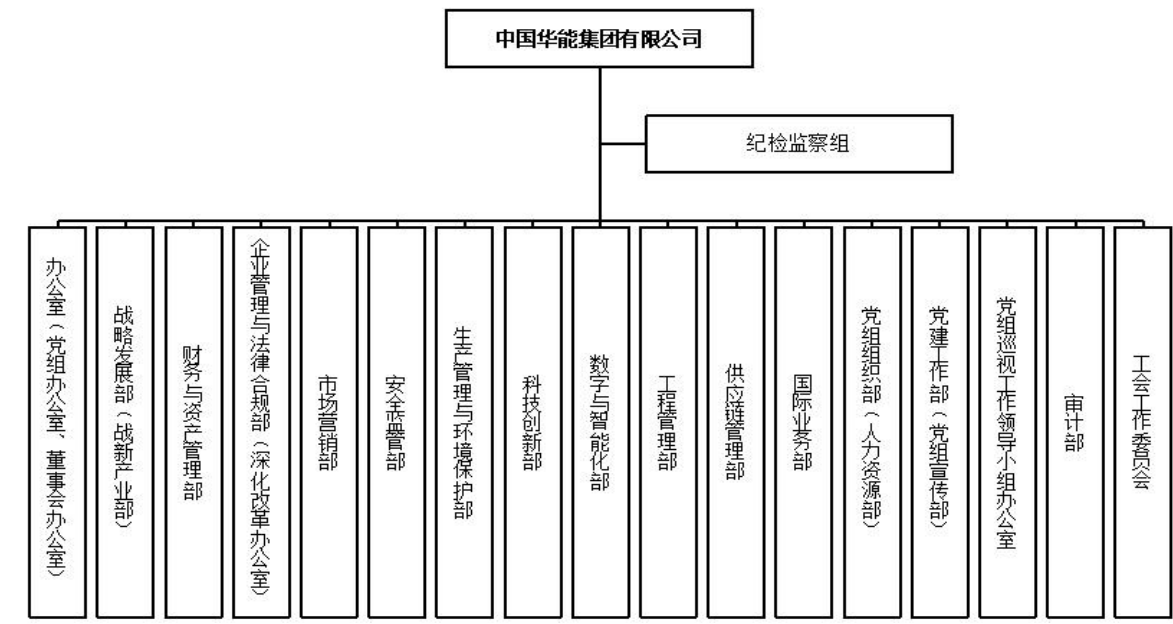 中国华能集团有限公司
纪检监察组
办公室（党组办公室、董事会办公室）
战略发展部（战新产业部）
财务与资产管理部
企业管理与法律合规部（深化改革办公室）
市场营销部
安全监管部
生产管理与环境保护部
科技创新部
数字与智能化部
工程管理部
供应链管理部
国际业务部
党组组织部（人力资源部）
党建工作部（党组宣传部）
党组巡视工作领导小组办公室
审计部
工会工作委员会